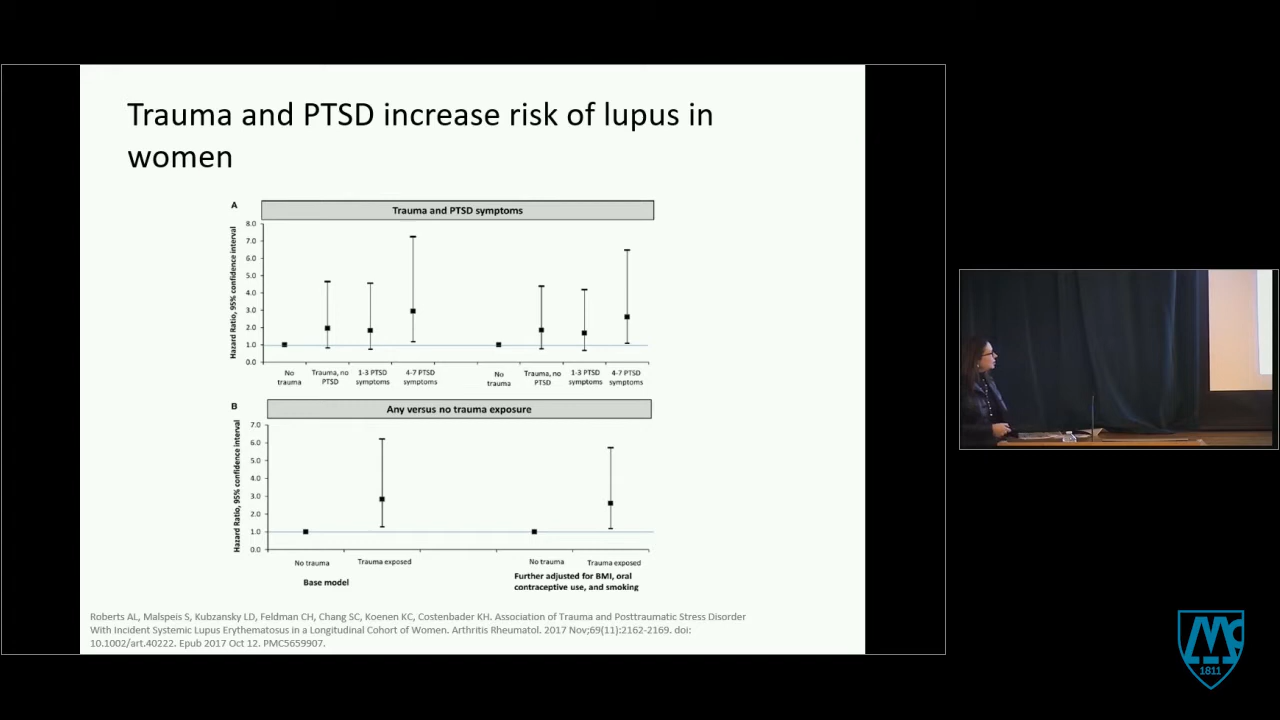 Trauma and PTSD increase risk of lupus in
women
A
Trauma and PTSD symptoms
Hazard Ratio, 95% confidence interval
8.0
7.0
6.0
5.0
4.0
3.0
2.0
1.0
0.0
No trauma
Trauma, no PTSD
1-3 PTSD symptoms
4-7 PTSD symptoms
No trauma
Trauma, no PTSD
1-3 PTSD symptoms
4-7 PTSD symptoms
B
Any versus no trauma exposure
Hazard Ratio, 95% confidence interval
7.0
6.0
5.0
4.0
3.0
2.0
1.0
0.0
No trauma
Trauma exposed
No trauma
Trauma exposed
Base model
Further adjusted for BMI, oral
contraceptive use, and smoking
Roberts AL, Malspeis S, Kubzansky LD, Feldman CH, Chang SC, Koenen KC, Costenbader KH. Association of Trauma and Posttraumatic Stress Disorder
With Incident Systemic Lupus Erythematosus in a Longitudinal Cohort of Women. Arthritis Rheumatol. 2017 Nov;69(11):2162-2169. doi:
10.1002/art.40222. Epub 2017 Oct 12. PMC5659907.
1811